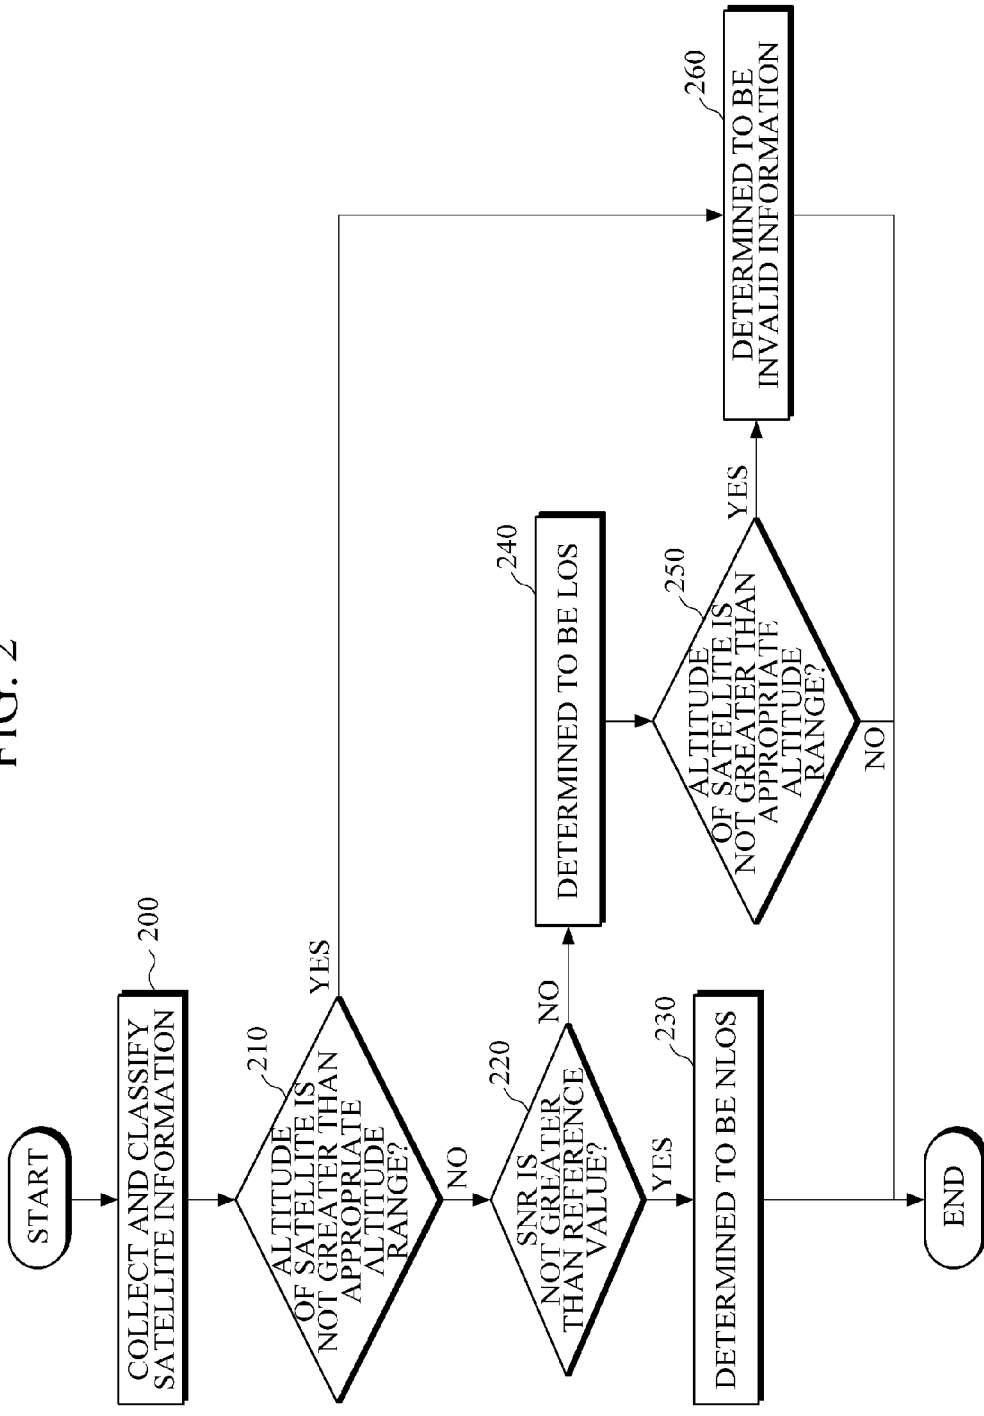 FIG. 2
START
COLLECT AND CLASSIFY
SATELLITE INFORMATION
200
ALTITUDE
OF SATELLITE IS
NOT GREATER THAN
APPROPRIATE
ALTITUDE
RANGE?
210
YES
NO
SNR IS
NOT GREATER
THAN REFERENCE
VALUE?
220
NO
YES
DETERMINED TO BE NLOS
230
DETERMINED TO BE LOS
240
ALTITUDE
OF SATELLITE IS
NOT GREATER THAN
APPROPRIATE
ALTITUDE
RANGE?
250
YES
NO
DETERMINED TO BE
INVALID INFORMATION
260
END